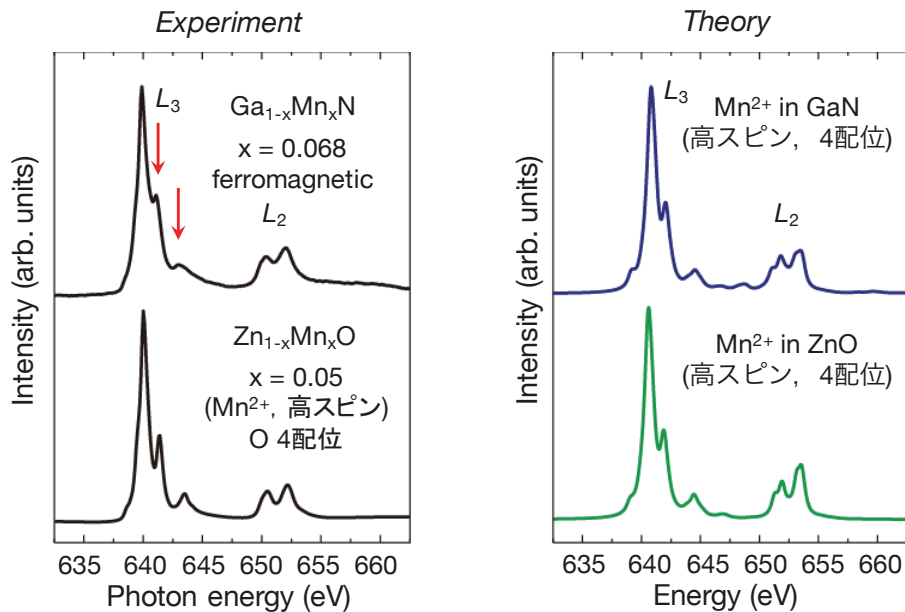 Experiment
Intensity (arb. units)
L3
Ga1-xMnxN
x = 0.068
ferromagnetic
L2
Zn1-xMnxO
x = 0.05
(Mn2+, 高スピン)
O 4配位
635 640 645 650 655 660
Photon energy (eV)
Theory
Intensity (arb. units)
L3
Mn2+ in GaN
(高スピン, 4配位)
L2
Mn2+ in ZnO
(高スピン, 4配位)
635 640 645 650 655 660
Energy (eV)